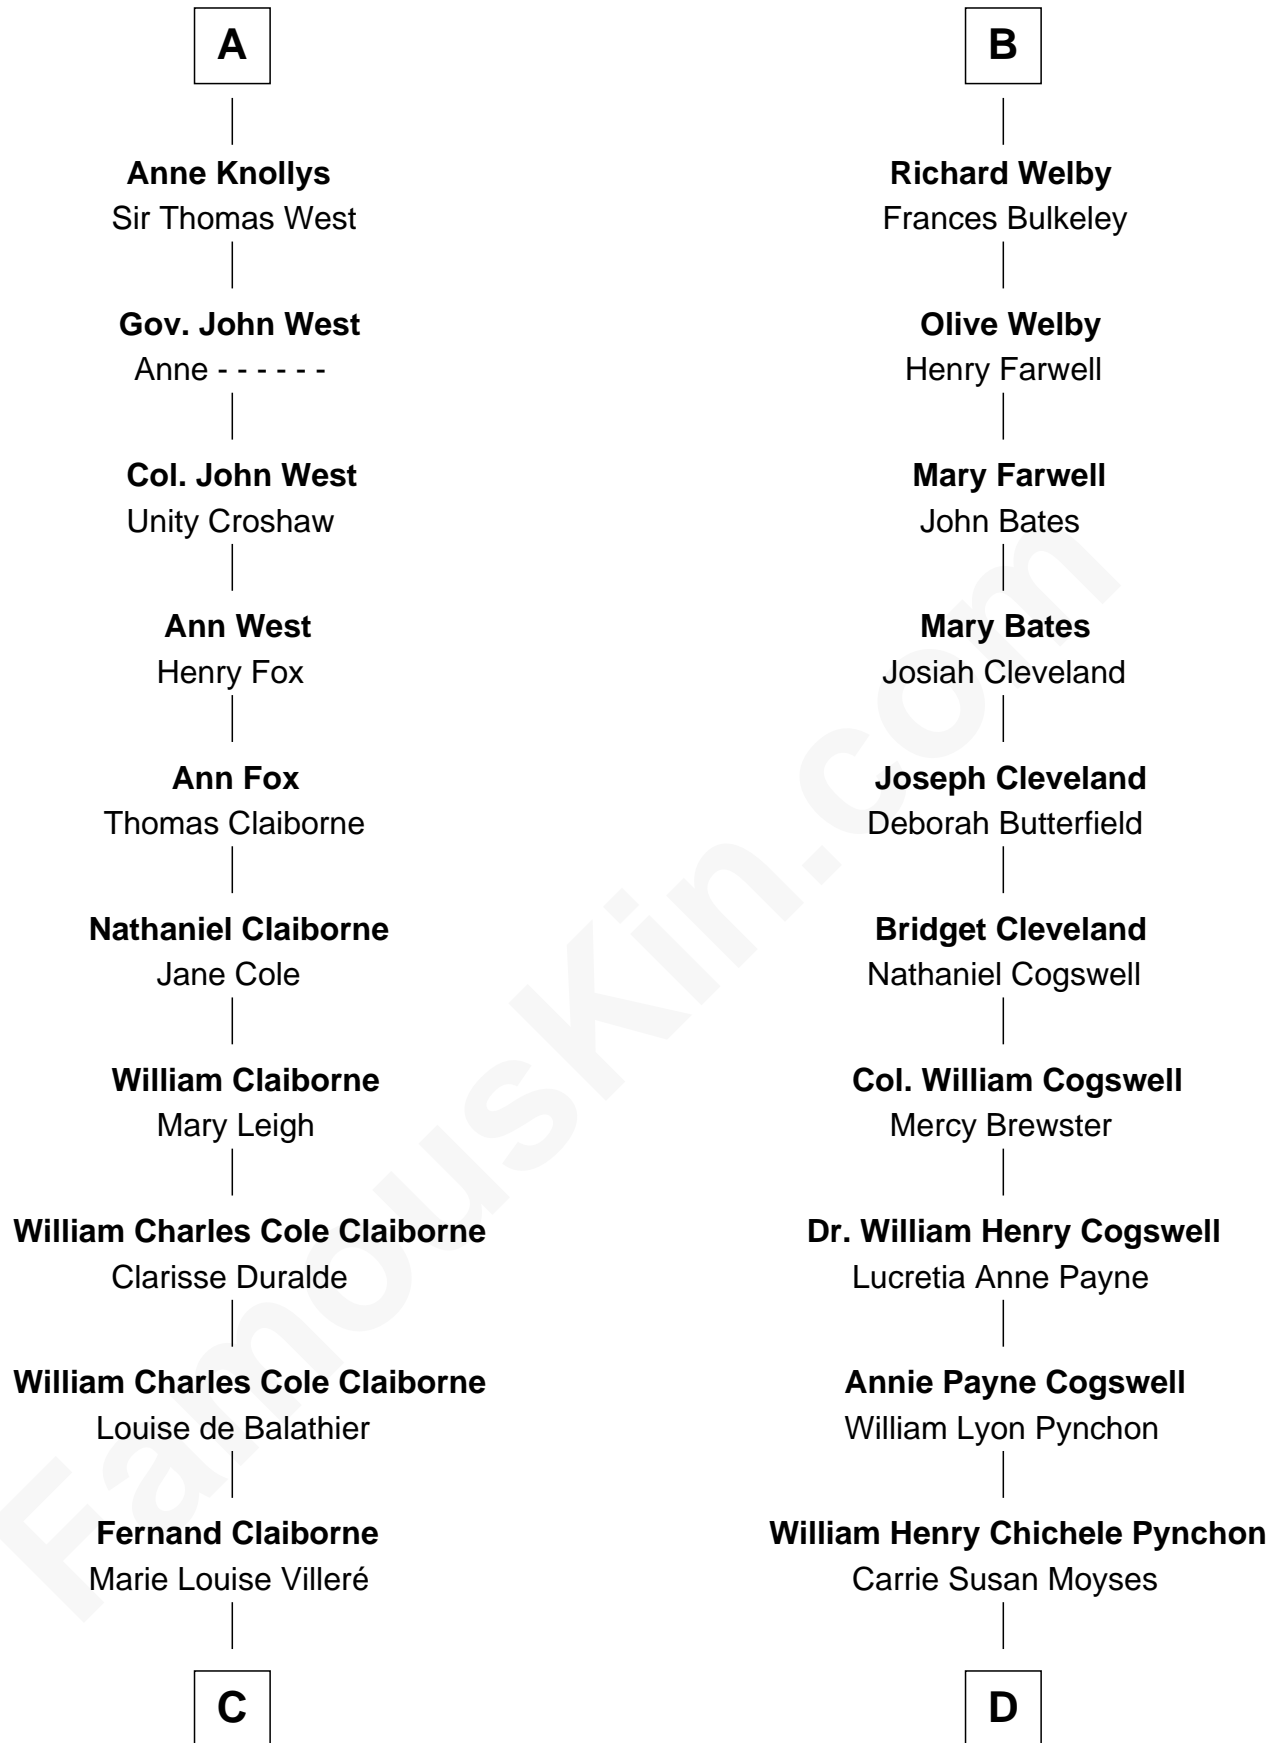 A
Anne Knollys
Sir Thomas West
Gov. John West
Anne - - - - - -
Col. John West
Unity Croshaw
Ann West
Henry Fox
Ann Fox
Thomas Claiborne
Nathaniel Claiborne
Jane Cole
William Claiborne
Mary Leigh
William Charles Cole Claiborne
Clarisse Duralde
William Charles Cole Claiborne
Louise de Balathier
Fernand Claiborne
Marie Louise Villeré
C
B
Richard Welby
Frances Bulkeley
Olive Welby
Henry Farwell
Mary Farwell
John Bates
Mary Bates
Josiah Cleveland
Joseph Cleveland
Deborah Butterfield
Bridget Cleveland
Nathaniel Cogswell
Col. William Cogswell
Mercy Brewster
Dr. William Henry Cogswell
Lucretia Anne Payne
Annie Payne Cogswell
William Lyon Pynchon
William Henry Chichele Pynchon
Carrie Susan Moyses
D
FamousKin.com